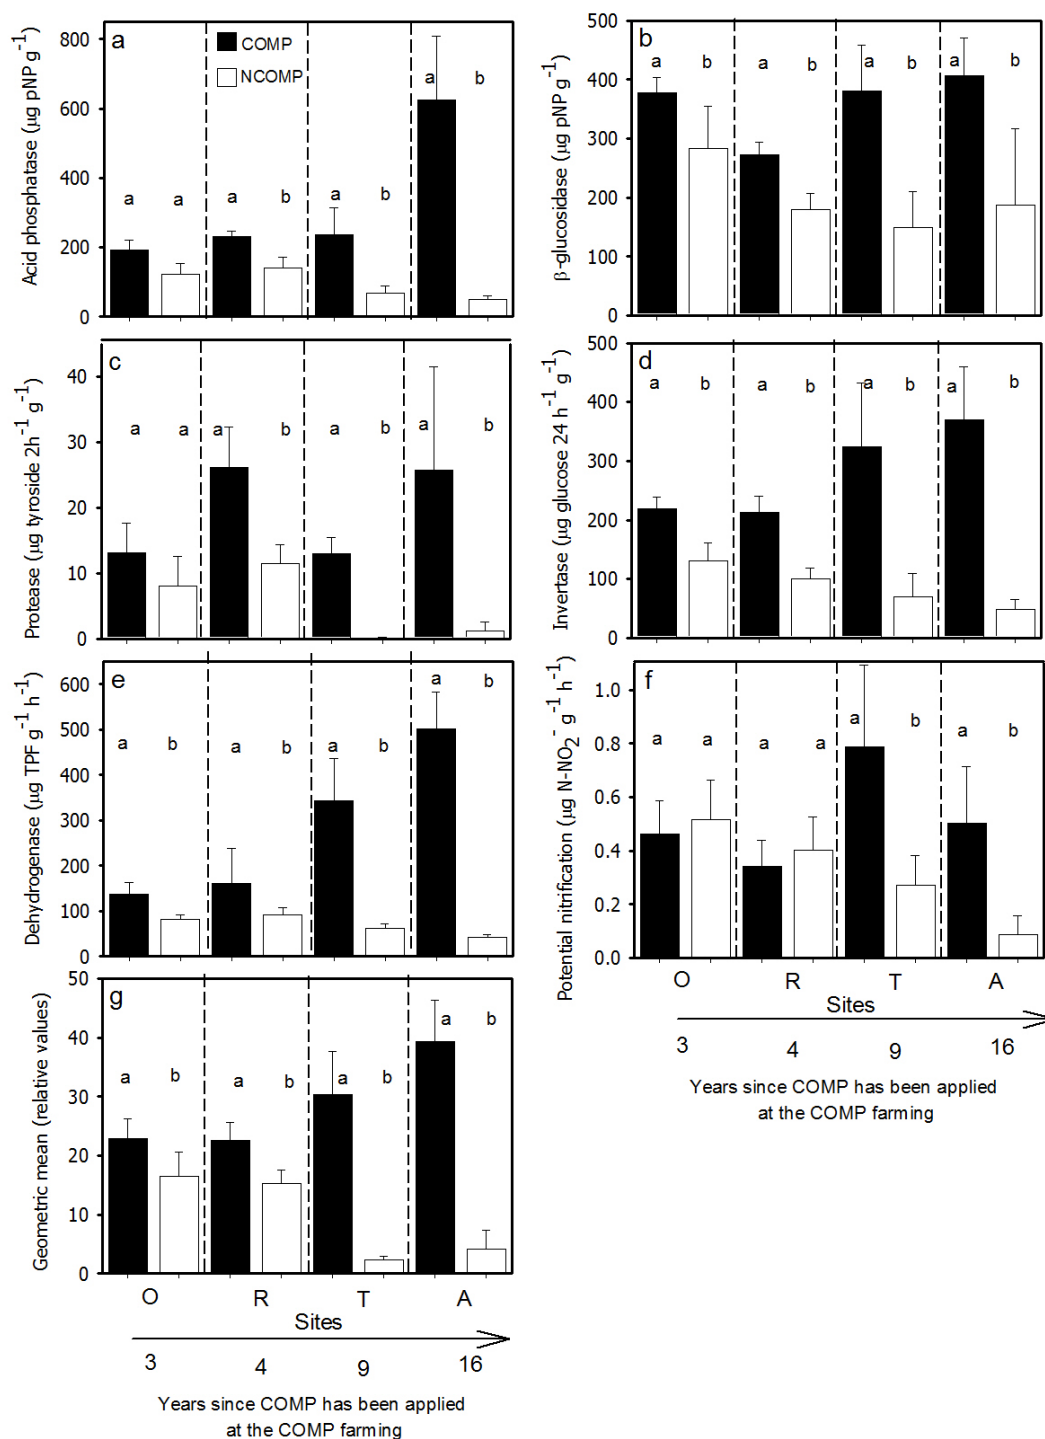 a
COMP
NCOMP
Acid phosphatase (µg pNP g⁻¹)
800
600
400
200
0
a a a b a b a b
b
β-glucosidase (µg pNP g⁻¹)
500
400
300
200
100
0
a b a b a b a b
c
Protease (µg tyroside 2h⁻¹ g⁻¹)
40
30
20
10
0
a a a b a b a b
d
Invertase (µg glucose 24 h⁻¹ g⁻¹)
500
400
300
200
100
0
a b a b a b a b
e
Dehydrogenase (µg TPF g⁻¹ h⁻¹)
600
500
400
300
200
100
0
a b a b a b a b
f
Potential nitrification (µg N-NO₂⁻ g⁻¹ h⁻¹)
1.0
0.8
0.6
0.4
0.2
0.0
a a a a a b a b
O R T A
Sites
3 4 9 16
Years since COMP has been applied
at the COMP farming
g
Geometric mean (relative values)
50
40
30
20
10
0
a b a b a b a b
O R T A
Sites
3 4 9 16
Years since COMP has been applied
at the COMP farming